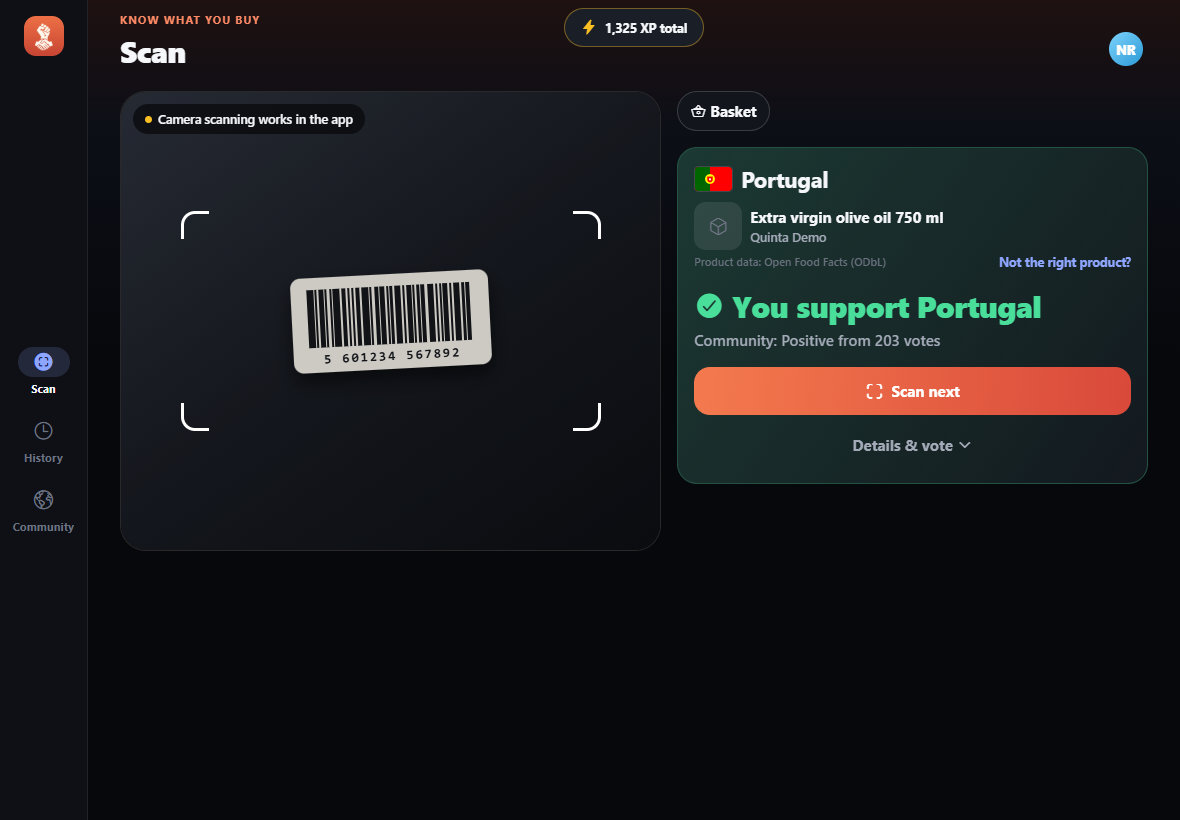 KNOW WHAT YOU BUY
Scan
1,325 XP total
NR
Camera scanning works in the app
5 601234 567892
Basket
Portugal
Extra virgin olive oil 750 ml
Quinta Demo
Product data: Open Food Facts (ODbL)
Not the right product?
You support Portugal
Community: Positive from 203 votes
Scan next
Details & vote
Scan
History
Community